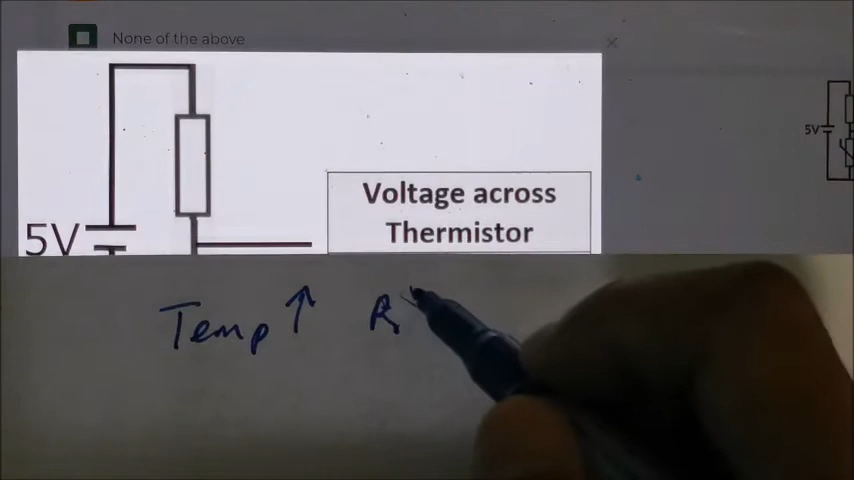 None of the above
5V
Voltage across
Thermistor
5V
Temp ↑ R